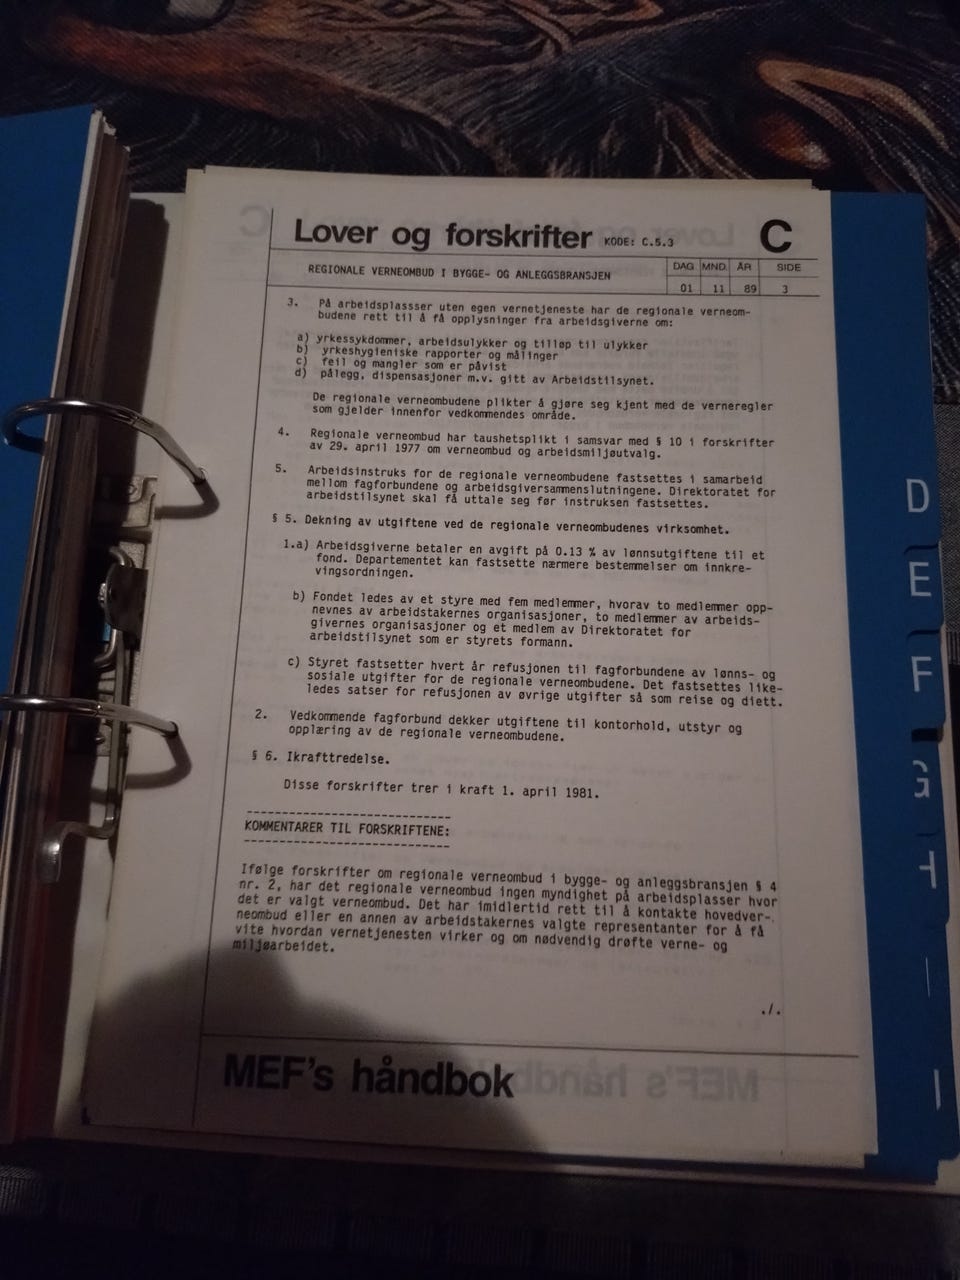 Lover og forskrifter KODE: C.5.3 C
REGIONALE VERNEOMBUD I BYGGE- OG ANLEGGSBRANSJEN
DAG MND. ÅR SIDE
01 11 89 3
3. På arbeidsplassser uten egen vernetjeneste har de regionale verneom-
budene rett til å få opplysninger fra arbeidsgiverne om:
a) yrkessykdommer, arbeidsulykker og tilløp til ulykker
b) yrkeshygieniske rapporter og målinger
c) feil og mangler som er påvist
d) pålegg, dispensasjoner m.v. gitt av Arbeidstilsynet.
De regionale verneombudene plikter å gjøre seg kjent med de verneregler
som gjelder innenfor vedkommendes område.
4. Regionale verneombud har taushetsplikt i samsvar med § 10 i forskrifter
av 29. april 1977 om verneombud og arbeidsmiljøutvalg.
5. Arbeidsinstruks for de regionale verneombudene fastsettes i samarbeid
mellom fagforbundene og arbeidsgiversammenslutningene. Direktoratet for
arbeidstilsynet skal få uttale seg før instruksen fastsettes.
§ 5. Dekning av utgiftene ved de regionale verneombudenes virksomhet.
1.a) Arbeidsgiverne betaler en avgift på 0.13 % av lønnsutgiftene til et
fond. Departementet kan fastsette nærmere bestemmelser om innkre-
vingsordningen.
b) Fondet ledes av et styre med fem medlemmer, hvorav to medlemmer opp-
nevnes av arbeidstakernes organisasjoner, to medlemmer av arbeids-
givernes organisasjoner og et medlem av Direktoratet for
arbeidstilsynet som er styrets formann.
c) Styret fastsetter hvert år refusjonen til fagforbundene av lønns- og
sosiale utgifter for de regionale verneombudene. Det fastsettes like-
ledes satser for refusjonen av øvrige utgifter så som reise og diett.
2. Vedkommende fagforbund dekker utgiftene til kontorhold, utstyr og
opplæring av de regionale verneombudene.
§ 6. Ikrafttredelse.
Disse forskrifter trer i kraft 1. april 1981.
KOMMENTARER TIL FORSKRIFTENE:
Ifølge forskrifter om regionale verneombud i bygge- og anleggsbransjen § 4
nr. 2, har det regionale verneombud ingen myndighet på arbeidsplasser hvor
det er valgt verneombud. Det har imidlertid rett til å kontakte hovedver-
neombud eller en annen av arbeidstakernes valgte representanter for å få
vite hvordan vernetjenesten virker og om nødvendig drøfte verne- og
miljøarbeidet.
./.
MEF's håndbok
D
E
F
G
H
I